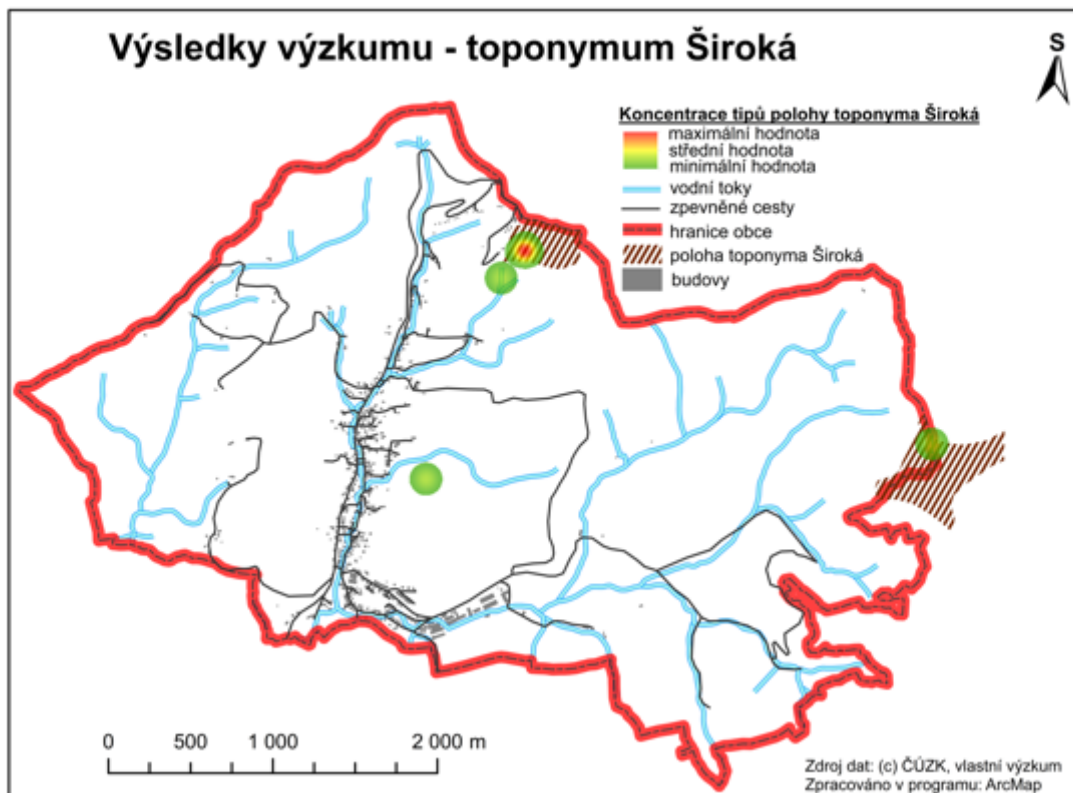 Výsledky výzkumu - toponymum Široká
S
Koncentrace tipů polohy toponyma Široká
maximální hodnota
střední hodnota
minimální hodnota
vodní toky
zpevněné cesty
hranice obce
poloha toponyma Široká
budovy
0 500 1 000 2 000 m
Zdroj dat: (c) ČÚZK, vlastní výzkum
Zpracováno v programu: ArcMap